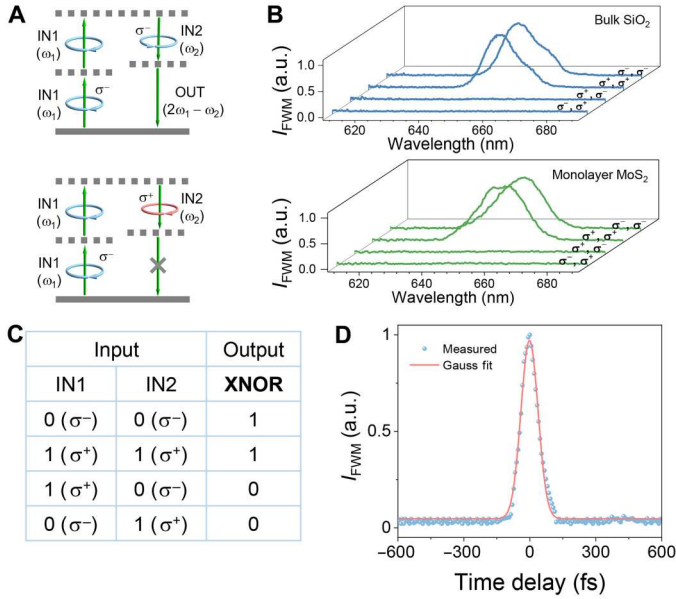 A
IN1
(ω₁)
σ⁻
IN2
(ω₂)
IN1
(ω₁)
σ⁻
OUT
(2ω₁ − ω₂)
IN1
(ω₁)
σ⁺
IN2
(ω₂)
IN1
(ω₁)
σ⁻
B
Bulk SiO₂
I_FWM (a.u.)
1.0
0.5
0.0
σ⁻, σ⁻
σ⁺, σ⁺
σ⁺, σ⁻
σ⁻, σ⁺
620 640 660 680
Wavelength (nm)
Monolayer MoS₂
I_FWM (a.u.)
1.0
0.5
0.0
σ⁻, σ⁻
σ⁺, σ⁺
σ⁺, σ⁻
σ⁻, σ⁺
620 640 660 680
Wavelength (nm)
C
Input Output
IN1 IN2 XNOR
0 (σ⁻) 0 (σ⁻) 1
1 (σ⁺) 1 (σ⁺) 1
1 (σ⁺) 0 (σ⁻) 0
0 (σ⁻) 1 (σ⁺) 0
D
Measured
Gauss fit
I_FWM (a.u.)
1
0.5
0
−600 −300 0 300 600
Time delay (fs)